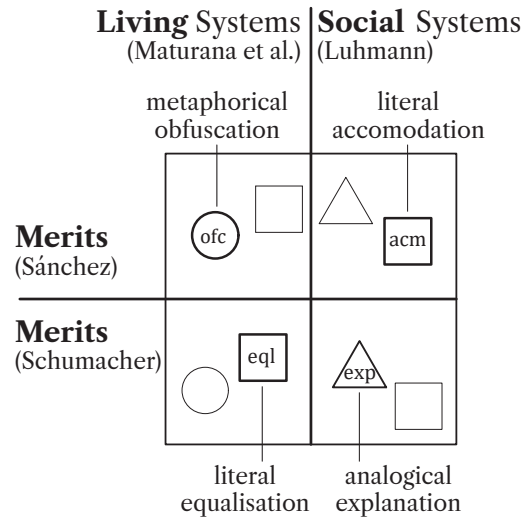 Living Systems
(Maturana et al.)
Social Systems
(Luhmann)
metaphorical
obfuscation
literal
accomodation
Merits
(Sánchez)
ofc
acm
Merits
(Schumacher)
eql
exp
literal
equalisation
analogical
explanation